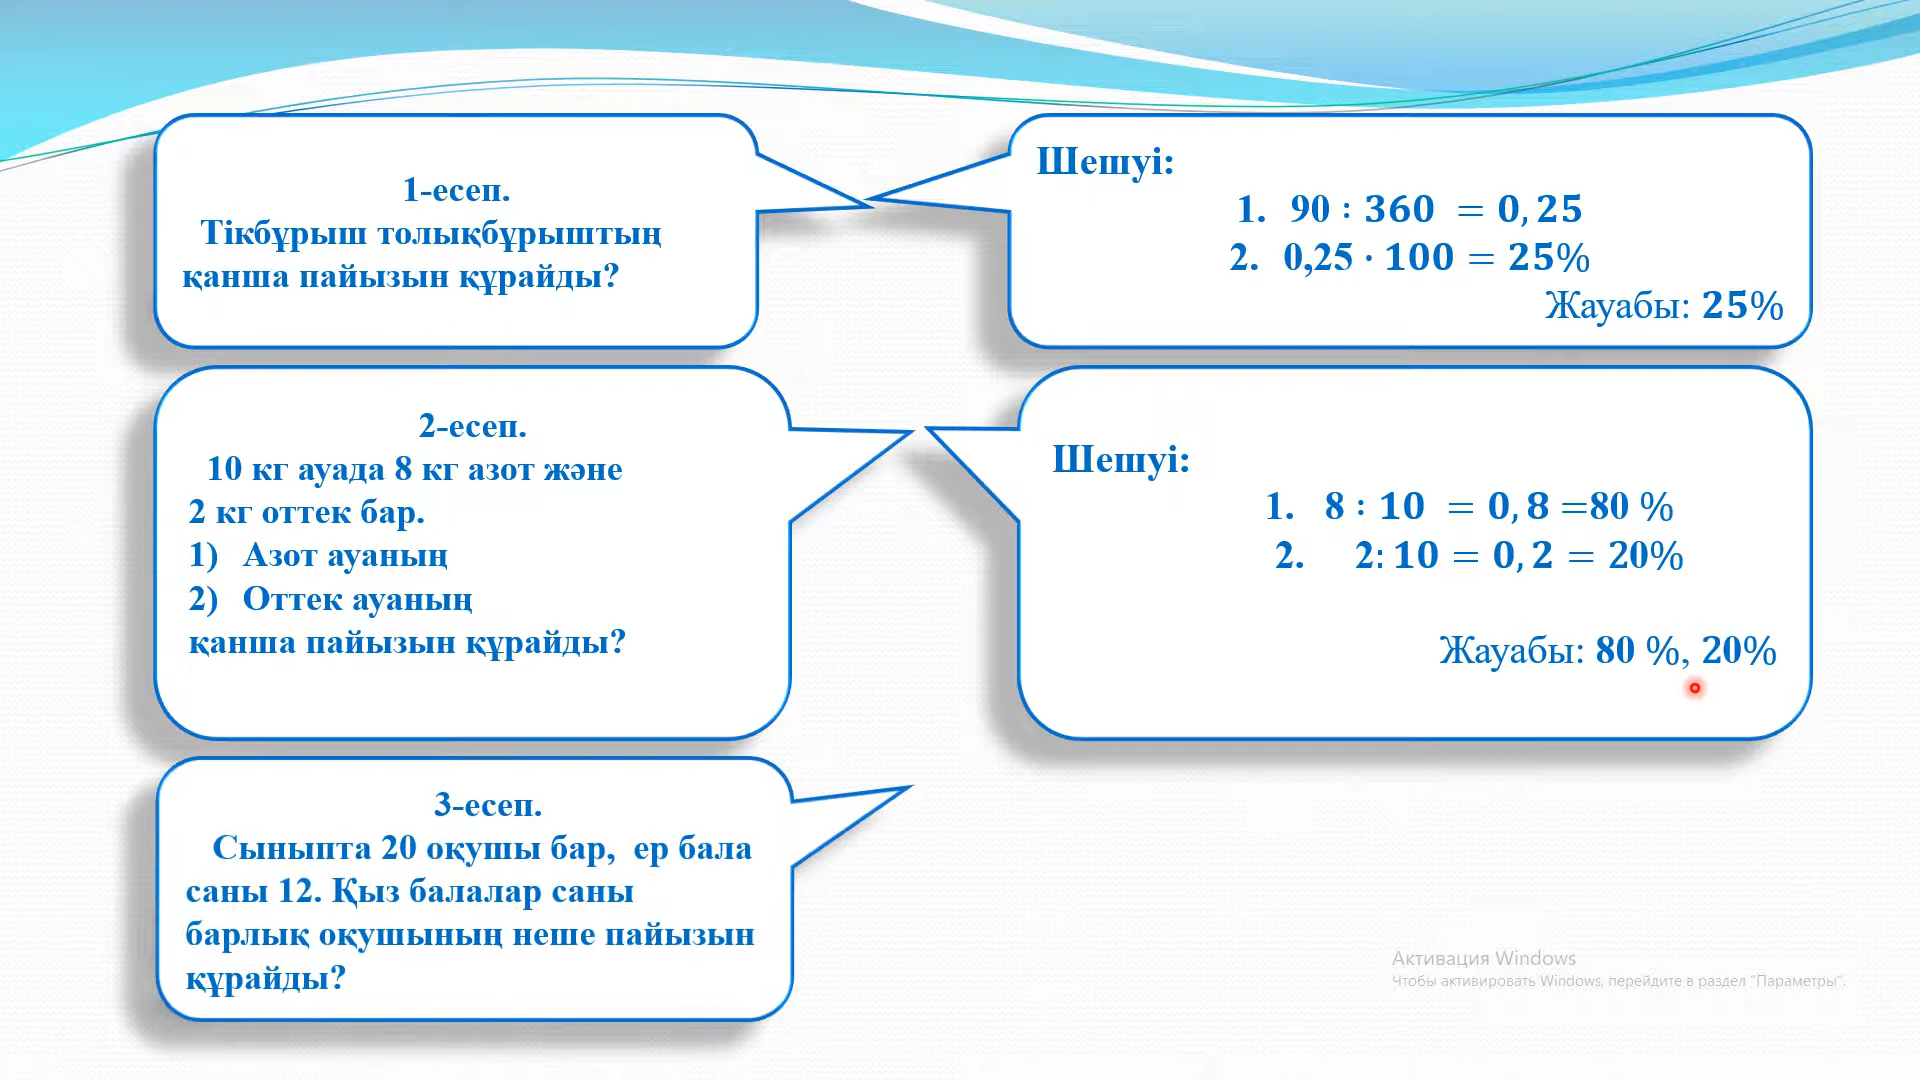 1-есеп.
Тікбұрыш толықбұрыштың
қанша пайызын құрайды?
Шешуі:
1. 90 : 360 = 0,25
2. 0,25 · 100 = 25%
Жауабы: 25%
2-есеп.
10 кг ауада 8 кг азот және
2 кг оттек бар.
1) Азот ауаның
2) Оттек ауаның
қанша пайызын құрайды?
Шешуі:
1. 8 : 10 = 0,8 =80 %
2. 2: 10 = 0,2 = 20%
Жауабы: 80 %, 20%
3-есеп.
Сыныпта 20 оқушы бар, ер бала
саны 12. Қыз балалар саны
барлық оқушының неше пайызын
құрайды?
Активация Windows
Чтобы активировать Windows, перейдите в раздел "Параметры".